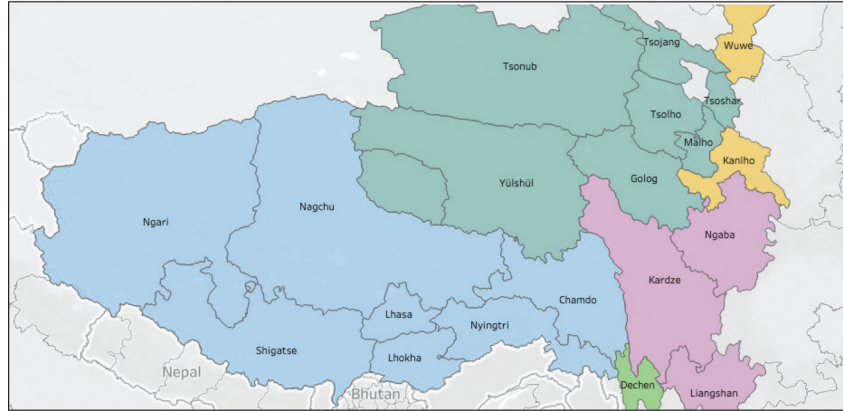 Tsojang
Wuwe
Tsonub
Tsoshar
Tsolho
Malho
Kanlho
Golog
Yülshül
Nagchu
Ngari
Ngaba
Kardze
Chamdo
Lhasa
Nyingtri
Shigatse
Lhokha
Nepal
Bhutan
Dechen
Liangshan